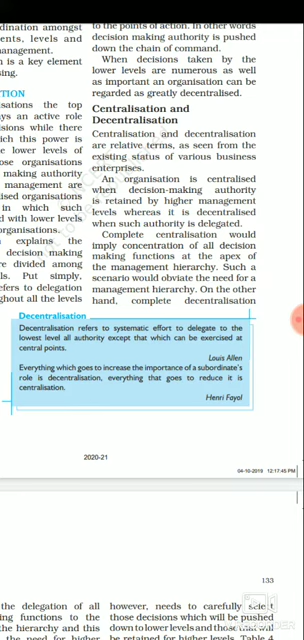 dination amongst
ents, levels and
management.
n is a key element
sing.
TION
sations the top
ys an active role
isions while there
ich this power is
e lower levels of
ose organisations
making authority
management are
lised organisations
in which such
d with lower levels
organisations.
explains the
decision making
re divided among
ls. Put simply,
efers to delegation
ghout all the levels
to the points of action. In other words
decision making authority is pushed
down the chain of command.
When decisions taken by the
lower levels are numerous as well
as important an organisation can be
regarded as greatly decentralised.
Centralisation and
Decentralisation
Centralisation and decentralisation
are relative terms, as seen from the
existing status of various business
enterprises.
An organisation is centralised
when decision-making authority
is retained by higher management
levels whereas it is decentralised
when such authority is delegated.
Complete centralisation would
imply concentration of all decision
making functions at the apex of
the management hierarchy. Such a
scenario would obviate the need for a
management hierarchy. On the other
hand, complete decentralisation
Decentralisation
Decentralisation refers to systematic effort to delegate to the
lowest level all authority except that which can be exercised at
central points.
Louis Allen
Everything which goes to increase the importance of a subordinate's
role is decentralisation, everything that goes to reduce it is
centralisation.
Henri Fayol
2020-21
04-10-2019 12:17:45 PM
133
the delegation of all
ing functions to the
the hierarchy and this
the need for higher
however, needs to carefully select
those decisions which will be pushed
down to lower levels and those that will
be retained for higher levels. Table 4